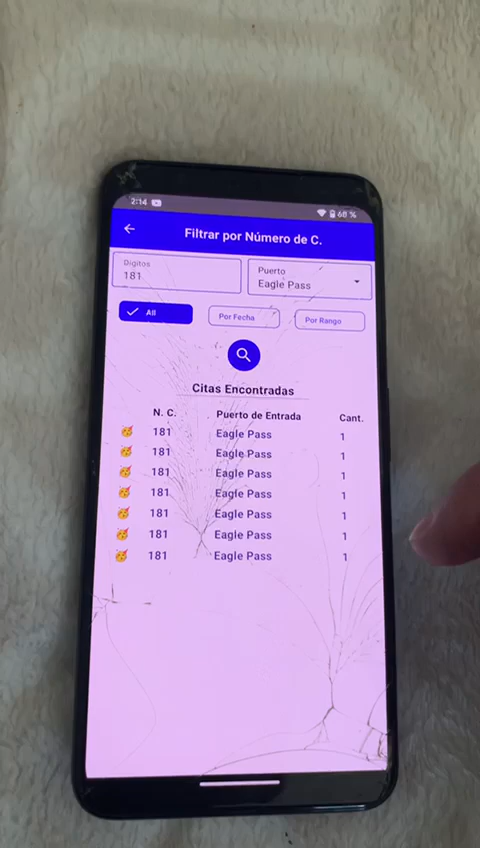 2:14
68 %
Filtrar por Número de C.
Digitos
181
Puerto
Eagle Pass
All
Por Fecha
Por Rango
Citas Encontradas
N. C. Puerto de Entrada Cant.
181 Eagle Pass 1
181 Eagle Pass 1
181 Eagle Pass 1
181 Eagle Pass 1
181 Eagle Pass 1
181 Eagle Pass 1
181 Eagle Pass 1